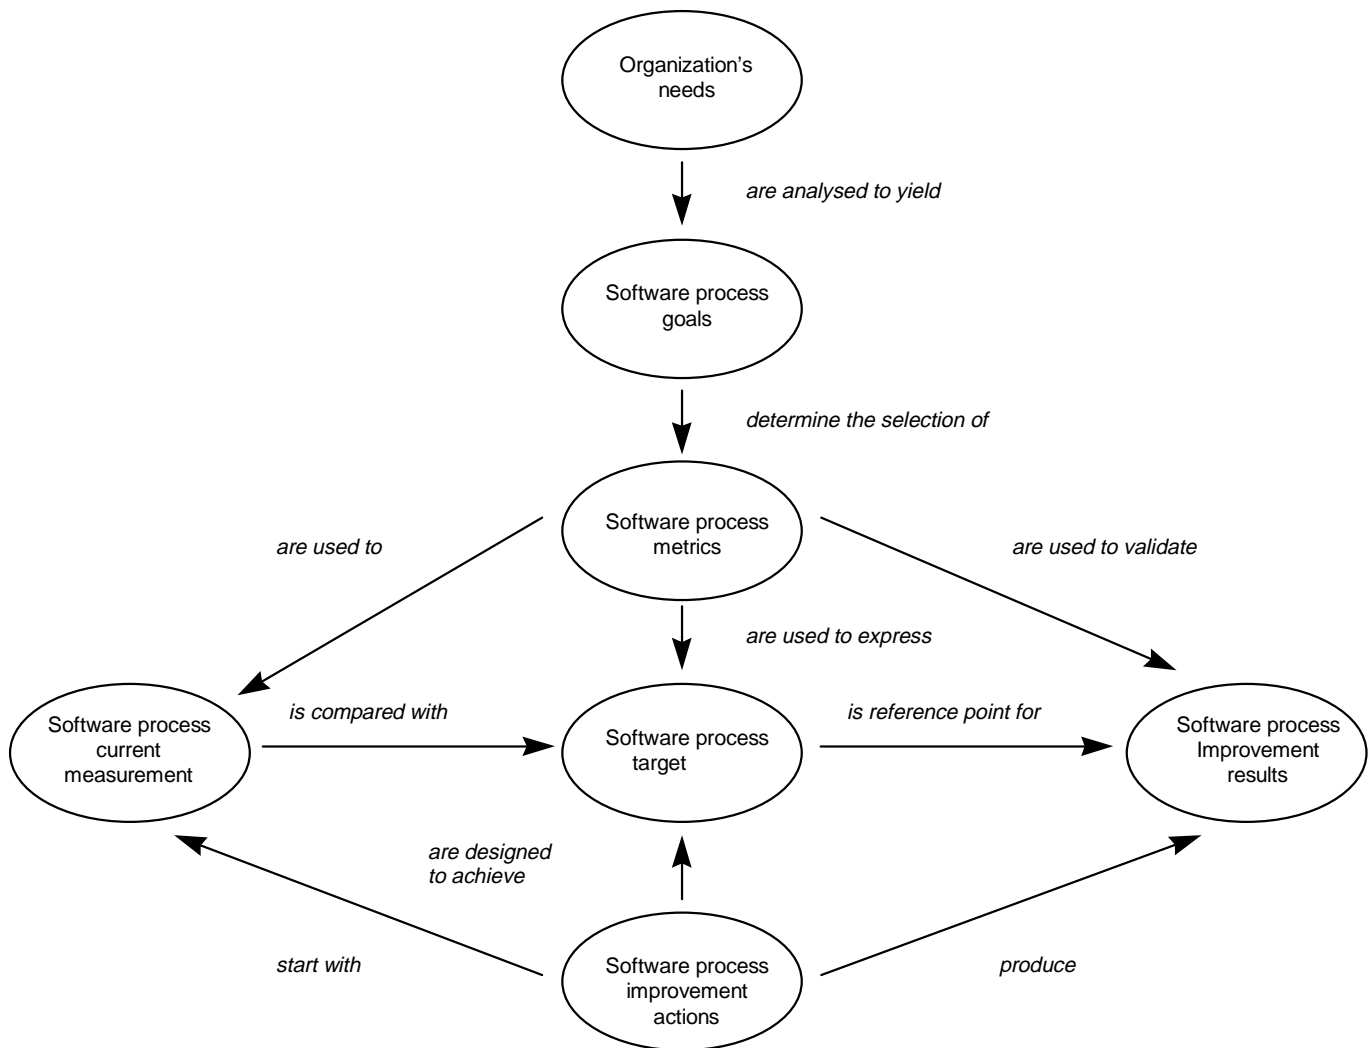 Organization's
needs
are analysed to yield
Software process
goals
determine the selection of
Software process
metrics
are used to
are used to validate
are used to express
Software process
current
measurement
is compared with
Software process
target
is reference point for
Software process
Improvement
results
are designed
to achieve
start with
Software process
improvement
actions
produce